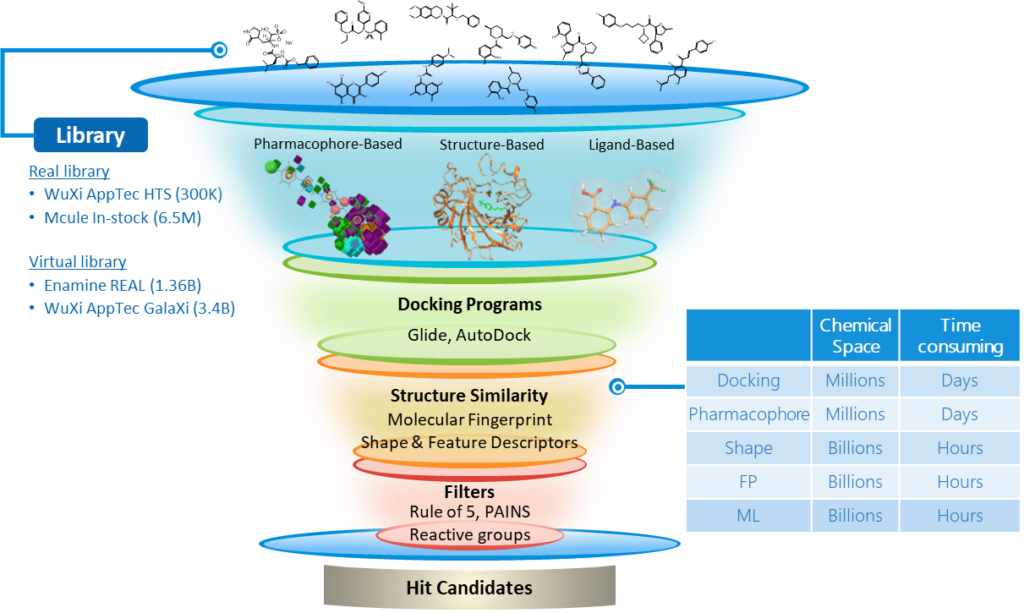 Library
Real library
• WuXi AppTec HTS (300K)
• Mcule In-stock (6.5M)
Virtual library
• Enamine REAL (1.36B)
• WuXi AppTec GalaXi (3.4B)
Pharmacophore-Based
Structure-Based
Ligand-Based
Docking Programs
Glide, AutoDock
Structure Similarity
Molecular Fingerprint
Shape & Feature Descriptors
Filters
Rule of 5, PAINS
Reactive groups
Hit Candidates
Chemical Space
Time consuming
Docking Millions Days
Pharmacophore Millions Days
Shape Billions Hours
FP Billions Hours
ML Billions Hours